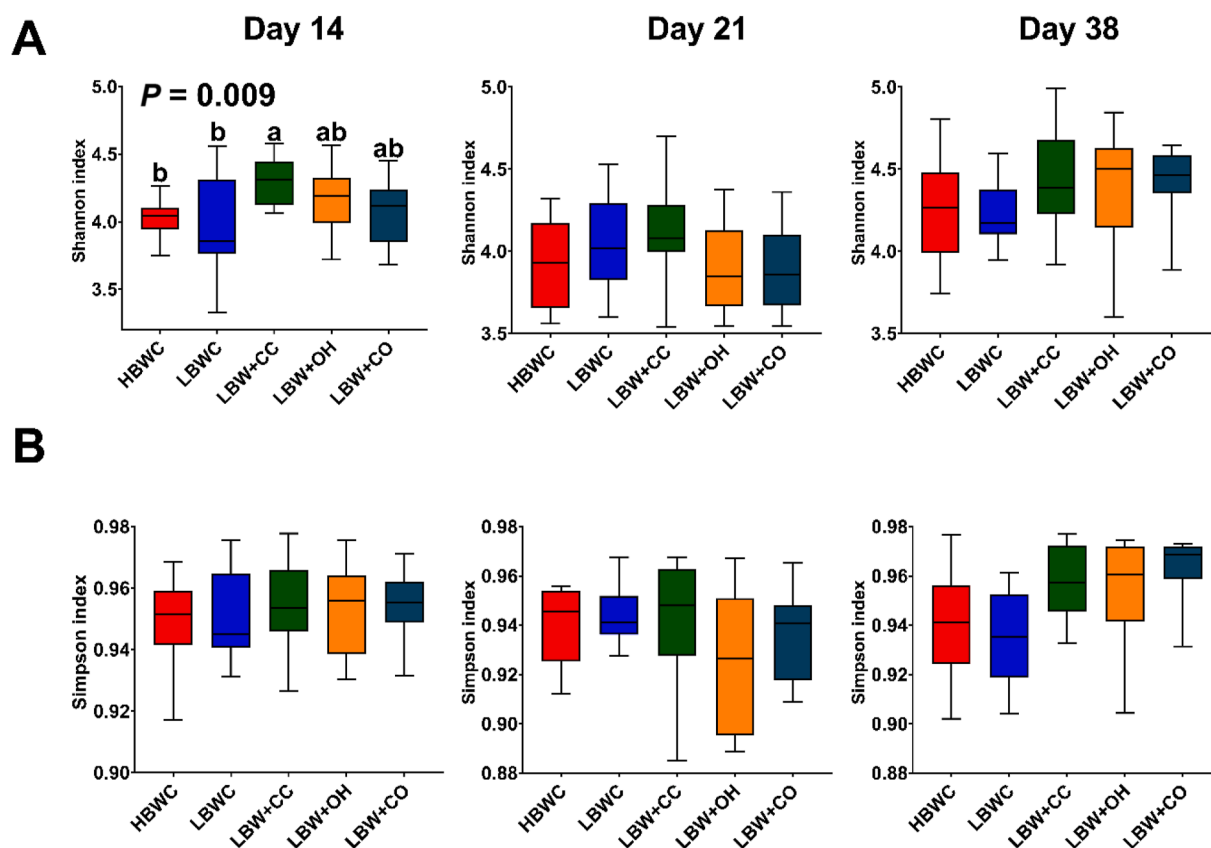 A
Day 14
Day 21
Day 38
Shannon index
5.0
4.5
4.0
3.5
P = 0.009
b
b
a
ab
ab
HBWC
LBWC
LBW+CC
LBW+OH
LBW+CO
Shannon index
5.0
4.5
4.0
3.5
HBWC
LBWC
LBW+CC
LBW+OH
LBW+CO
Shannon index
5.0
4.5
4.0
3.5
HBWC
LBWC
LBW+CC
LBW+OH
LBW+CO
B
Simpson index
0.98
0.96
0.94
0.92
0.90
HBWC
LBWC
LBW+CC
LBW+OH
LBW+CO
Simpson index
0.98
0.96
0.94
0.92
0.90
0.88
HBWC
LBWC
LBW+CC
LBW+OH
LBW+CO
Simpson index
0.98
0.96
0.94
0.92
0.90
0.88
HBWC
LBWC
LBW+CC
LBW+OH
LBW+CO